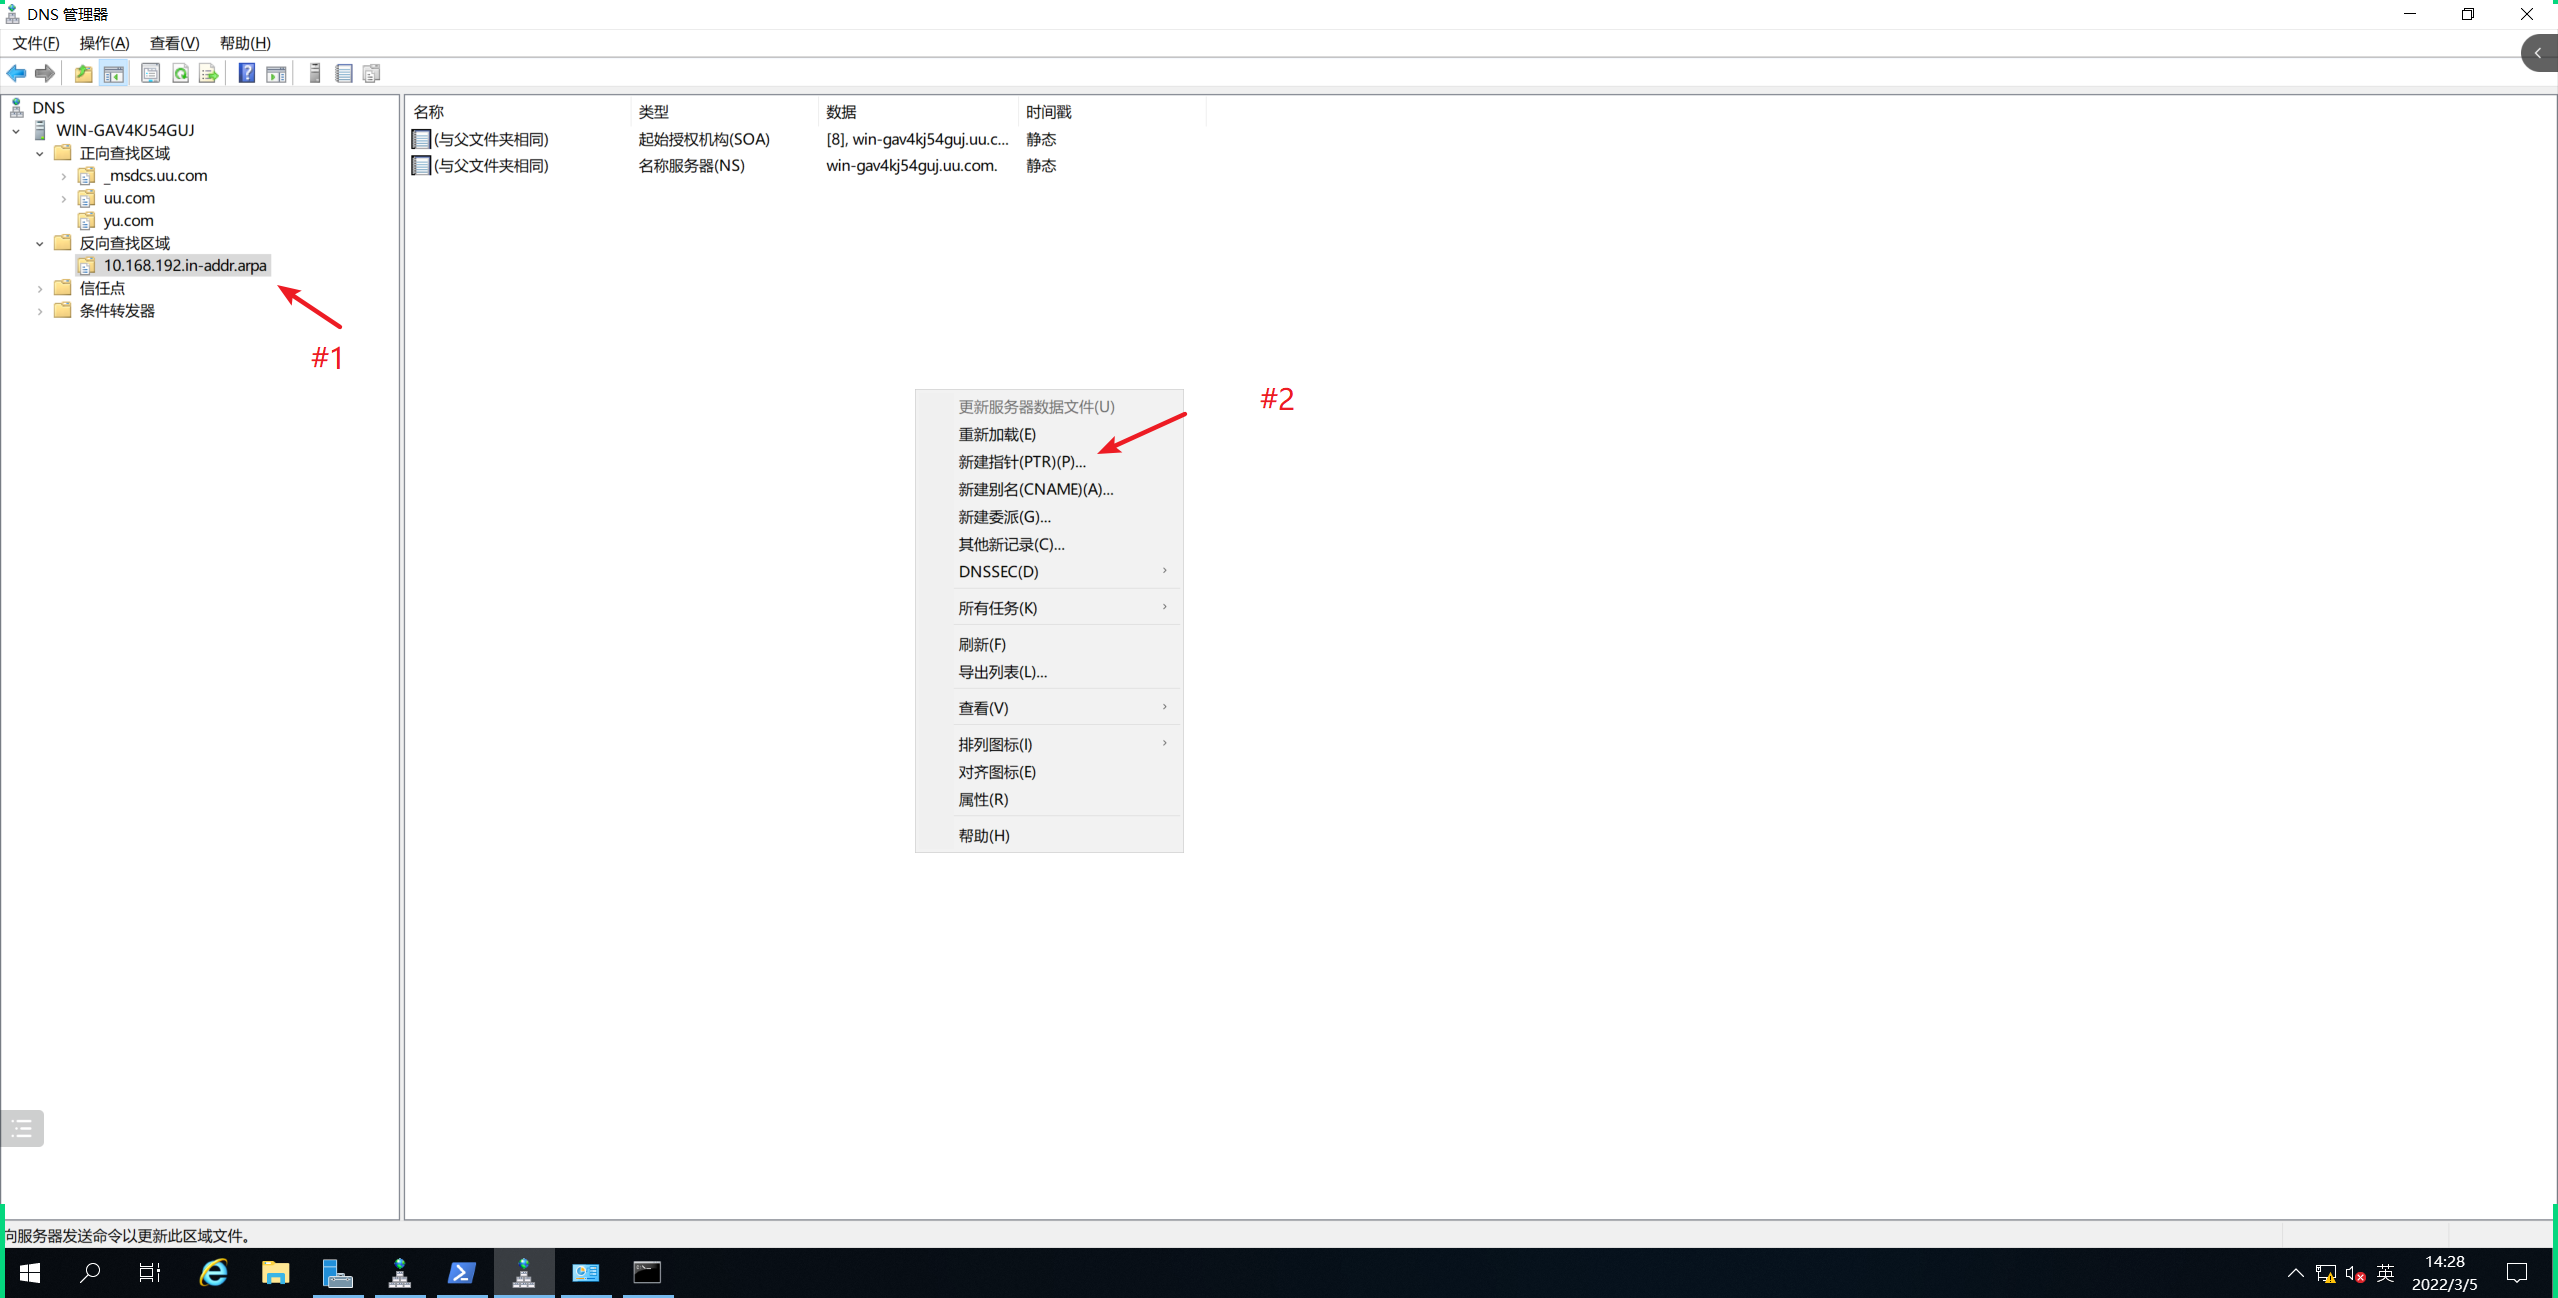 DNS 管理器
文件(F) 操作(A) 查看(V) 帮助(H)
DNS
WIN-GAV4KJ54GUJ
正向查找区域
_msdcs.uu.com
uu.com
yu.com
反向查找区域
10.168.192.in-addr.arpa
信任点
条件转发器
#1
名称 类型 数据 时间戳
(与父文件夹相同) 起始授权机构(SOA) [8], win-gav4kj54guj.uu.c... 静态
(与父文件夹相同) 名称服务器(NS) win-gav4kj54guj.uu.com. 静态
#2
更新服务器数据文件(U)
重新加载(E)
新建指针(PTR)(P)...
新建别名(CNAME)(A)...
新建委派(G)...
其他新记录(C)...
DNSSEC(D)
所有任务(K)
刷新(F)
导出列表(L)...
查看(V)
排列图标(I)
对齐图标(E)
属性(R)
帮助(H)
向服务器发送命令以更新此区域文件。
英
14:28
2022/3/5